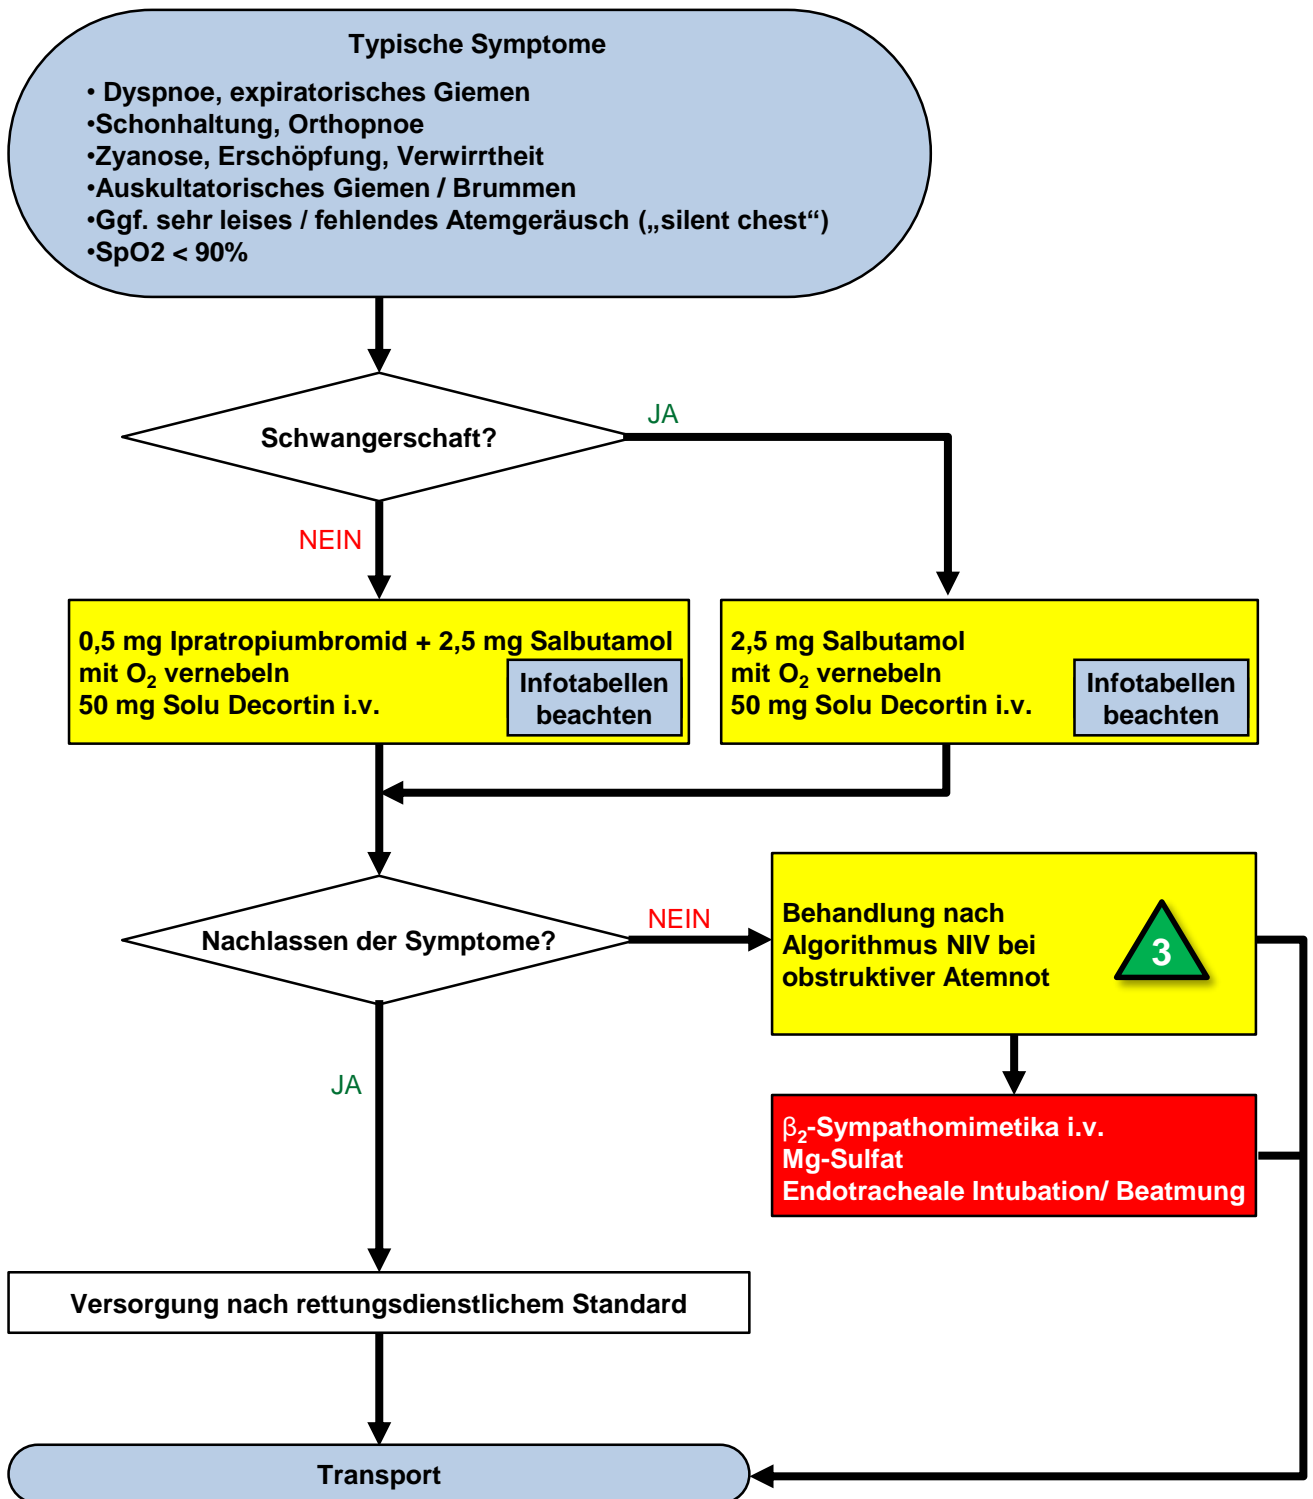 Typische Symptome
• Dyspnoe, expiratorisches Giemen
•Schonhaltung, Orthopnoe
•Zyanose, Erschöpfung, Verwirrtheit
•Auskultatorisches Giemen / Brummen
•Ggf. sehr leises / fehlendes Atemgeräusch („silent chest“)
•SpO2 < 90%
Schwangerschaft?
JA
NEIN
0,5 mg Ipratropiumbromid + 2,5 mg Salbutamol
mit O₂ vernebeln
50 mg Solu Decortin i.v.
Infotabellen
beachten
2,5 mg Salbutamol
mit O₂ vernebeln
50 mg Solu Decortin i.v.
Infotabellen
beachten
Nachlassen der Symptome?
NEIN
Behandlung nach
Algorithmus NIV bei
obstruktiver Atemnot
3
JA
β₂-Sympathomimetika i.v.
Mg-Sulfat
Endotracheale Intubation/ Beatmung
Versorgung nach rettungsdienstlichem Standard
Transport